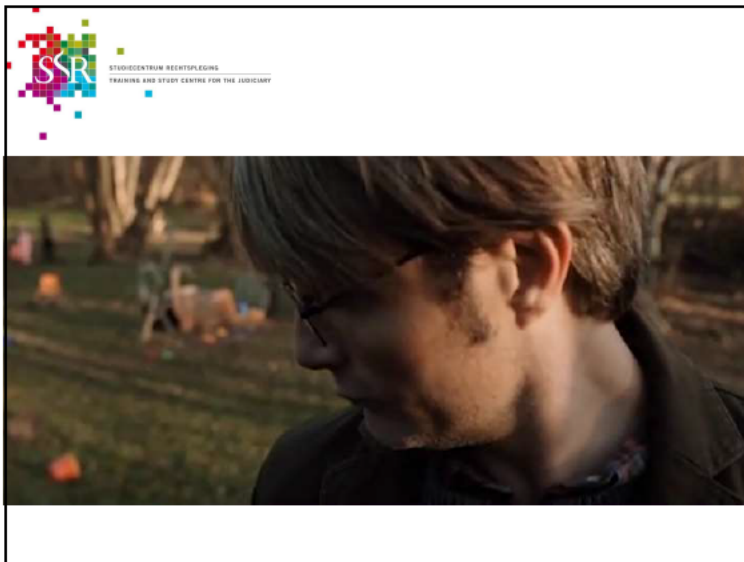 SSR
STUDIECENTRUM RECHTSPLEGING
TRAINING AND STUDY CENTRE FOR THE JUDICIARY